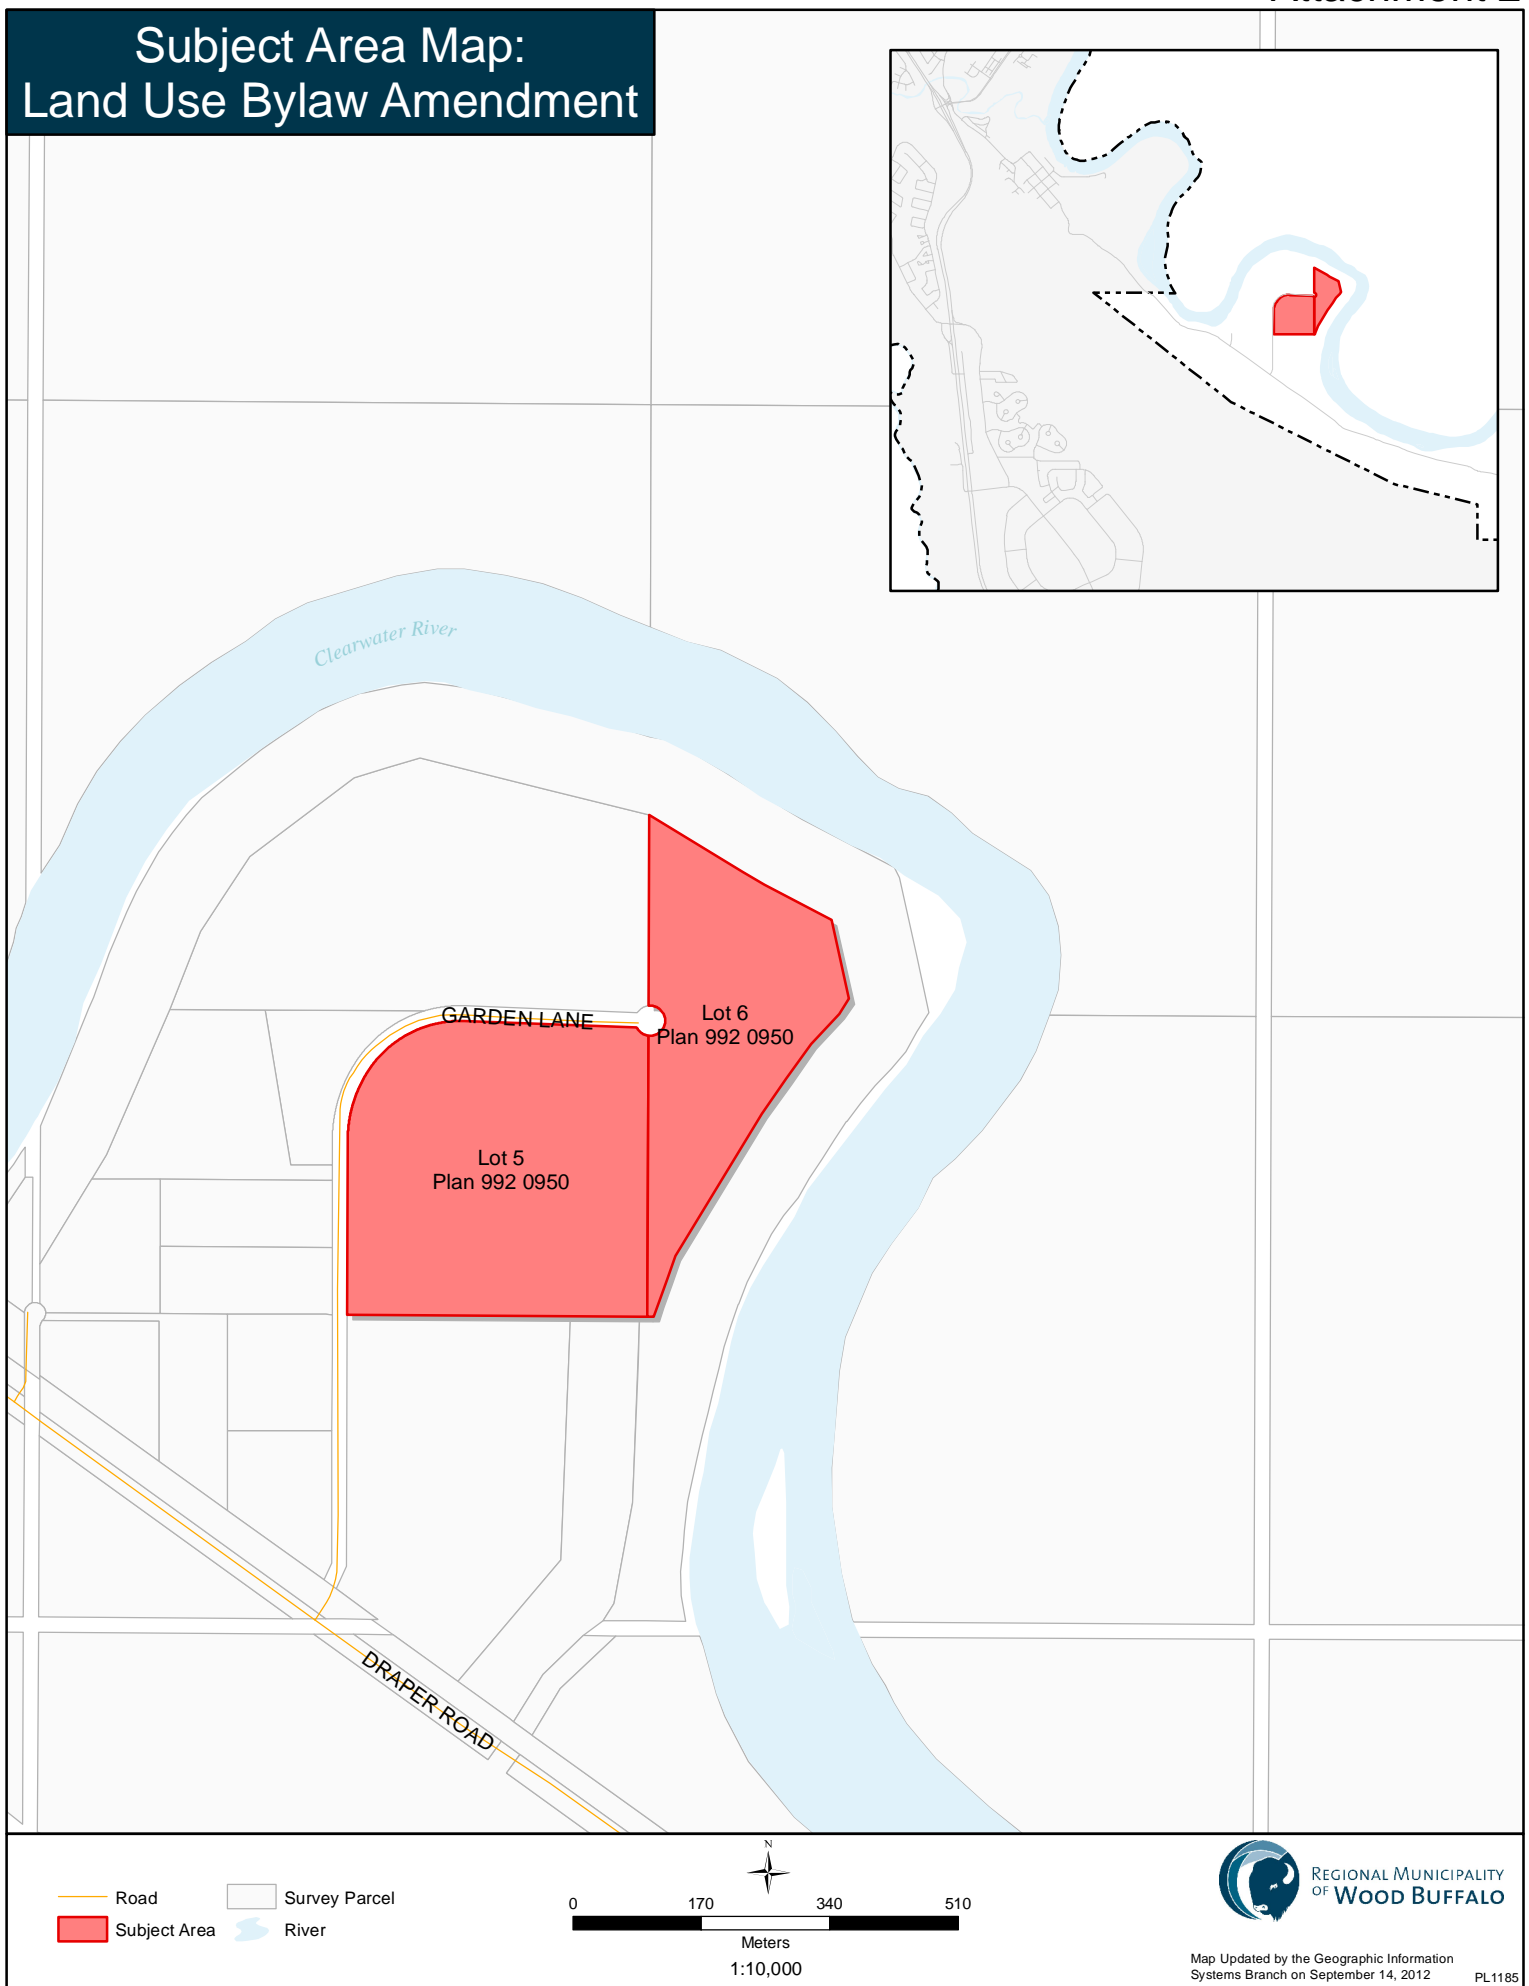 Subject Area Map:
Land Use Bylaw Amendment
Clearwater River
GARDEN LANE
Lot 6
Plan 992 0950
Lot 5
Plan 992 0950
DRAPER ROAD
Road
Survey Parcel
Subject Area
River
N
0 170 340 510
Meters
1:10,000
REGIONAL MUNICIPALITY
OF WOOD BUFFALO
Map Updated by the Geographic Information
Systems Branch on September 14, 2012
PL1185